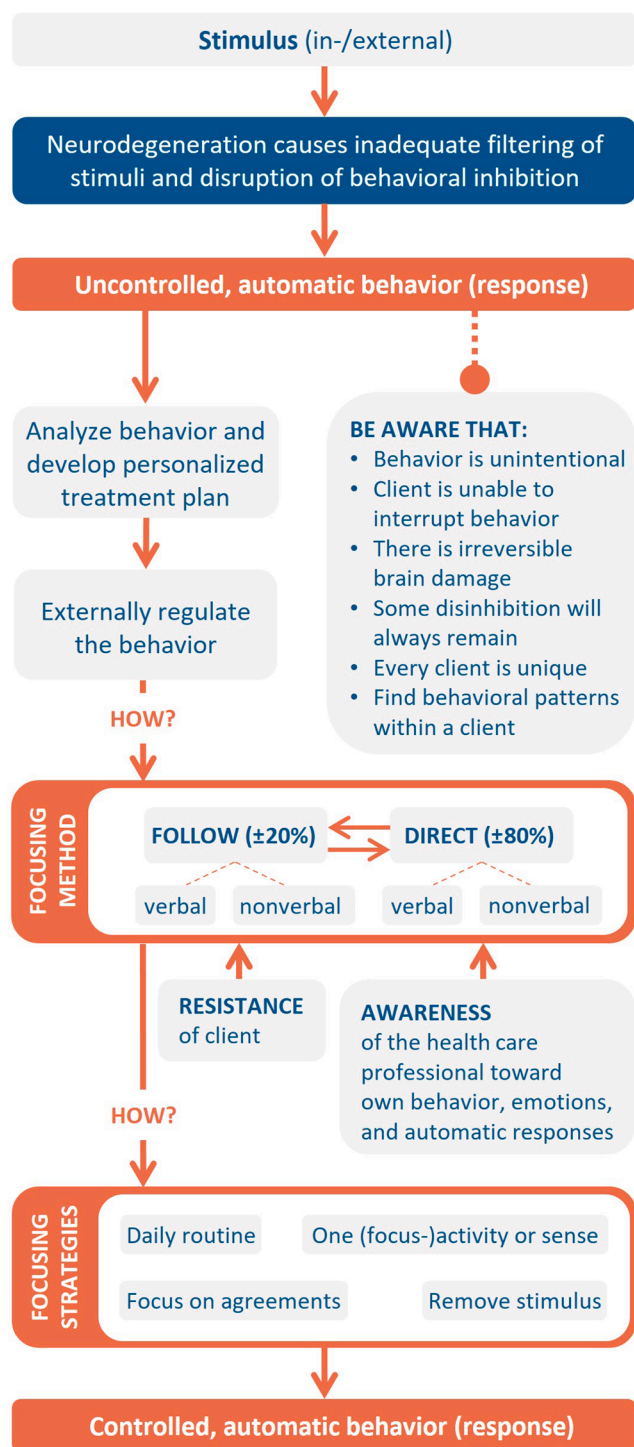 Stimulus (in-/external)
Neurodegeneration causes inadequate filtering of
stimuli and disruption of behavioral inhibition
Uncontrolled, automatic behavior (response)
Analyze behavior and
develop personalized
treatment plan
Externally regulate
the behavior
HOW?
BE AWARE THAT:
• Behavior is unintentional
• Client is unable to
interrupt behavior
• There is irreversible
brain damage
• Some disinhibition will
always remain
• Every client is unique
• Find behavioral patterns
within a client
FOCUSING
METHOD
FOLLOW (±20%)
DIRECT (±80%)
verbal
nonverbal
verbal
nonverbal
RESISTANCE
of client
AWARENESS
of the health care
professional toward
own behavior, emotions,
and automatic responses
HOW?
FOCUSING
STRATEGIES
Daily routine
One (focus-)activity or sense
Focus on agreements
Remove stimulus
Controlled, automatic behavior (response)